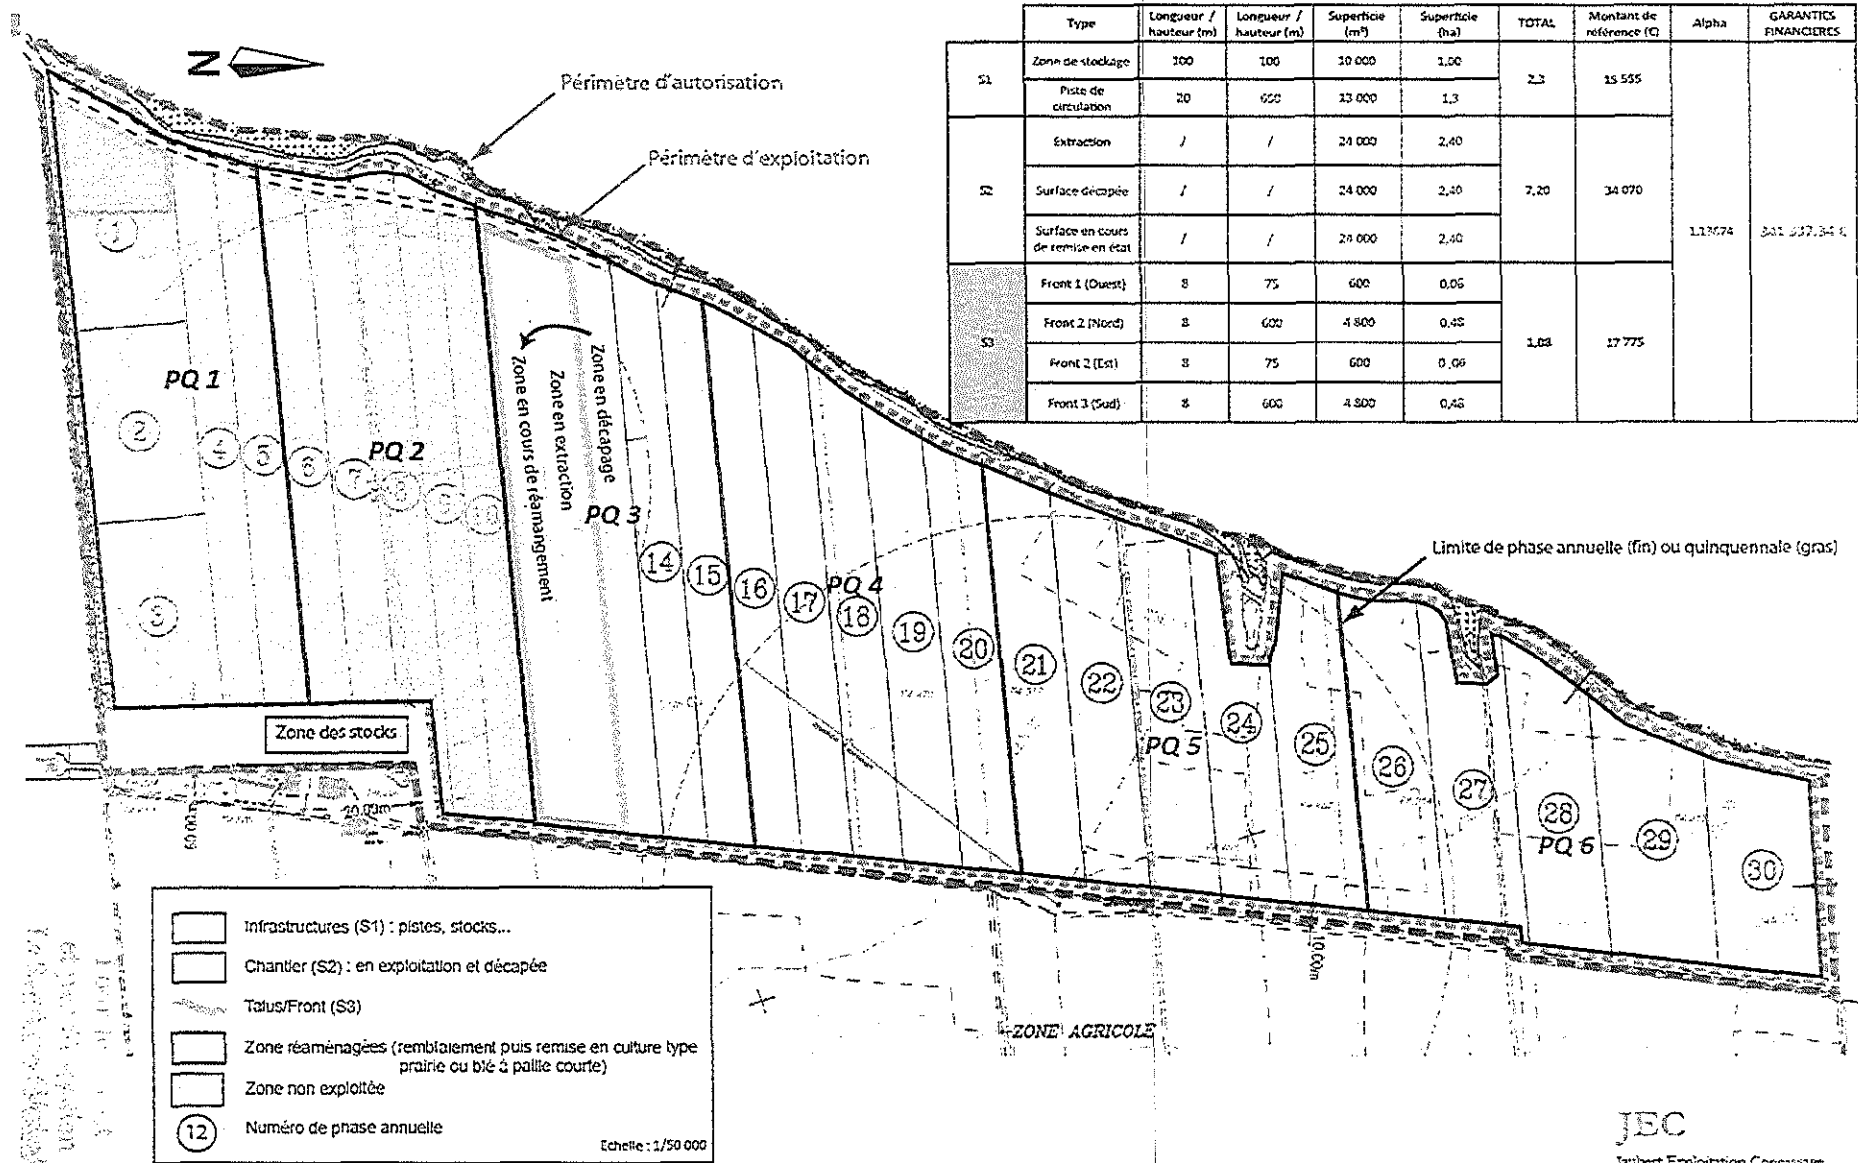 Type
Longueur / hauteur (m)
Longueur / hauteur (m)
Superficie (m²)
Superficie (ha)
TOTAL
Montant de référence (€)
Alpha
GARANTIES FINANCIERES
S1
Zone de stockage
100
100
10 000
1,00
2,3
15 555
Piste de circulation
20
650
13 000
1,3
S2
Extraction
/
/
24 000
2,40
7,20
34 070
Surface décapée
/
/
24 000
2,40
Surface en cours de remise en état
/
/
24 000
2,40
S3
Front 1 (Ouest)
8
75
600
0,06
1,08
17 775
Front 2 (Nord)
8
600
4 800
0,48
Front 2 (Est)
8
75
600
0,06
Front 3 (Sud)
8
600
4 800
0,48
N
Périmètre d'autorisation
Périmètre d'exploitation
Limite de phase annuelle (fin) ou quinquennale (gras)
PQ 1
PQ 2
PQ 3
PQ 4
PQ 5
PQ 6
1
2
3
4
5
6
7
8
9
10
Zone en cours de réamangement
Zone en extraction
Zone en décapage
14
15
16
17
18
19
20
21
22
23
24
25
26
27
28
29
30
Zone des stocks
10.00m
ZONE AGRICOLE
Infrastructures (S1) : pistes, stocks...
Chantier (S2) : en exploitation et décapée
Talus/Front (S3)
Zone réaménagées (remblaiement puis remise en culture type
prairie ou blé à paille courte)
Zone non exploitée
12
Numéro de phase annuelle
Echelle : 1/50 000
JEC